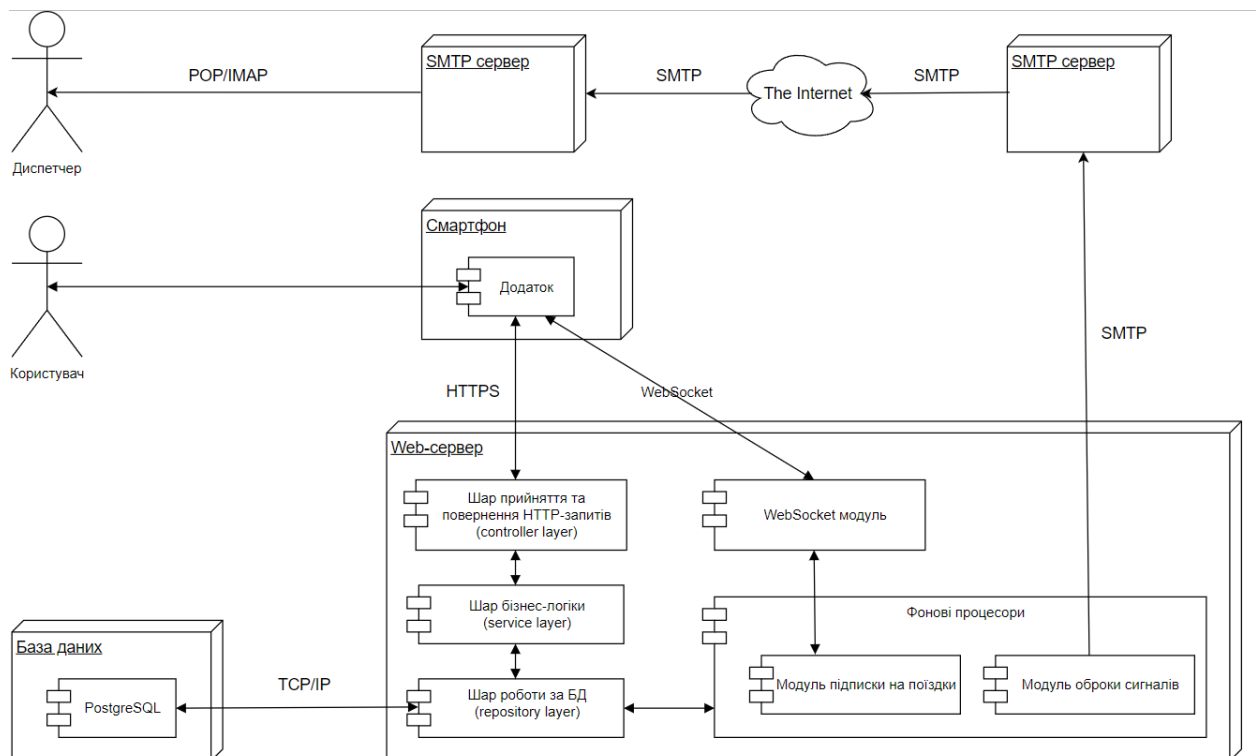 SMTP сервер
SMTP сервер
POP/IMAP
SMTP
SMTP
The Internet
Диспетчер
Смартфон
Додаток
Користувач
SMTP
HTTPS
WebSocket
Web-сервер
Шар прийняття та
повернення HTTP-запитів
(controller layer)
WebSocket модуль
Шар бізнес-логіки
(service layer)
Фонові процесори
База даних
PostgreSQL
TCP/IP
Шар роботи за БД
(repository layer)
Модуль підписки на поїздки
Модуль оброки сигналів